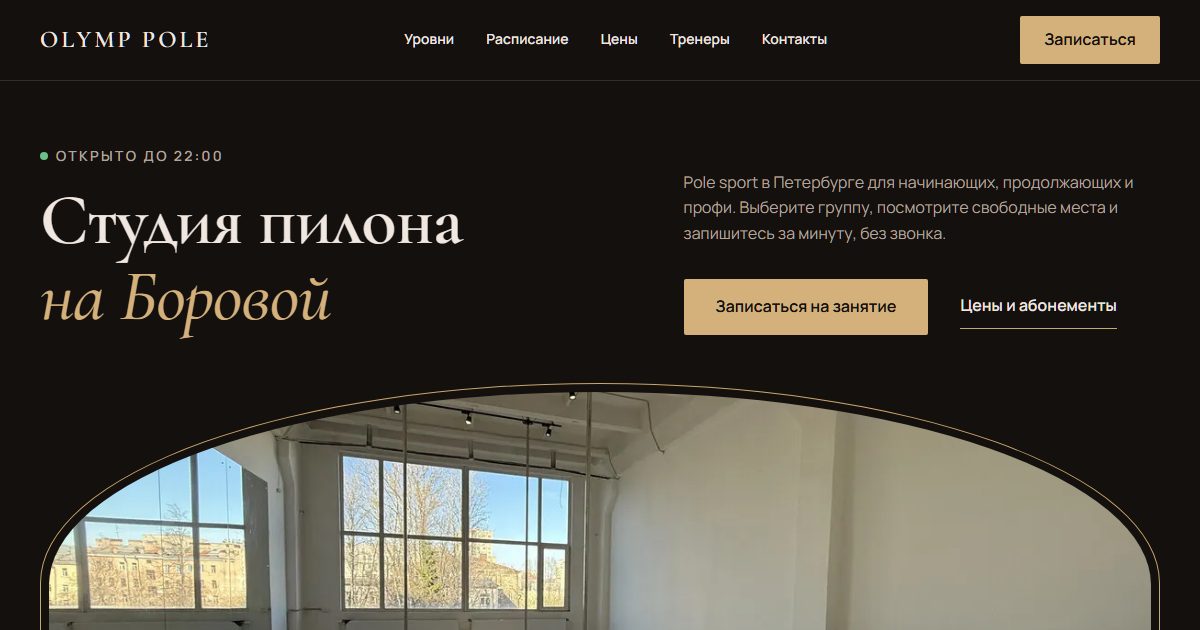 OLYMP POLE
Уровни
Расписание
Цены
Тренеры
Контакты
Записаться
ОТКРЫТО ДО 22:00
Студия пилона
на Боровой
Pole sport в Петербурге для начинающих, продолжающих и
профи. Выберите группу, посмотрите свободные места и
запишитесь за минуту, без звонка.
Записаться на занятие
Цены и абонементы